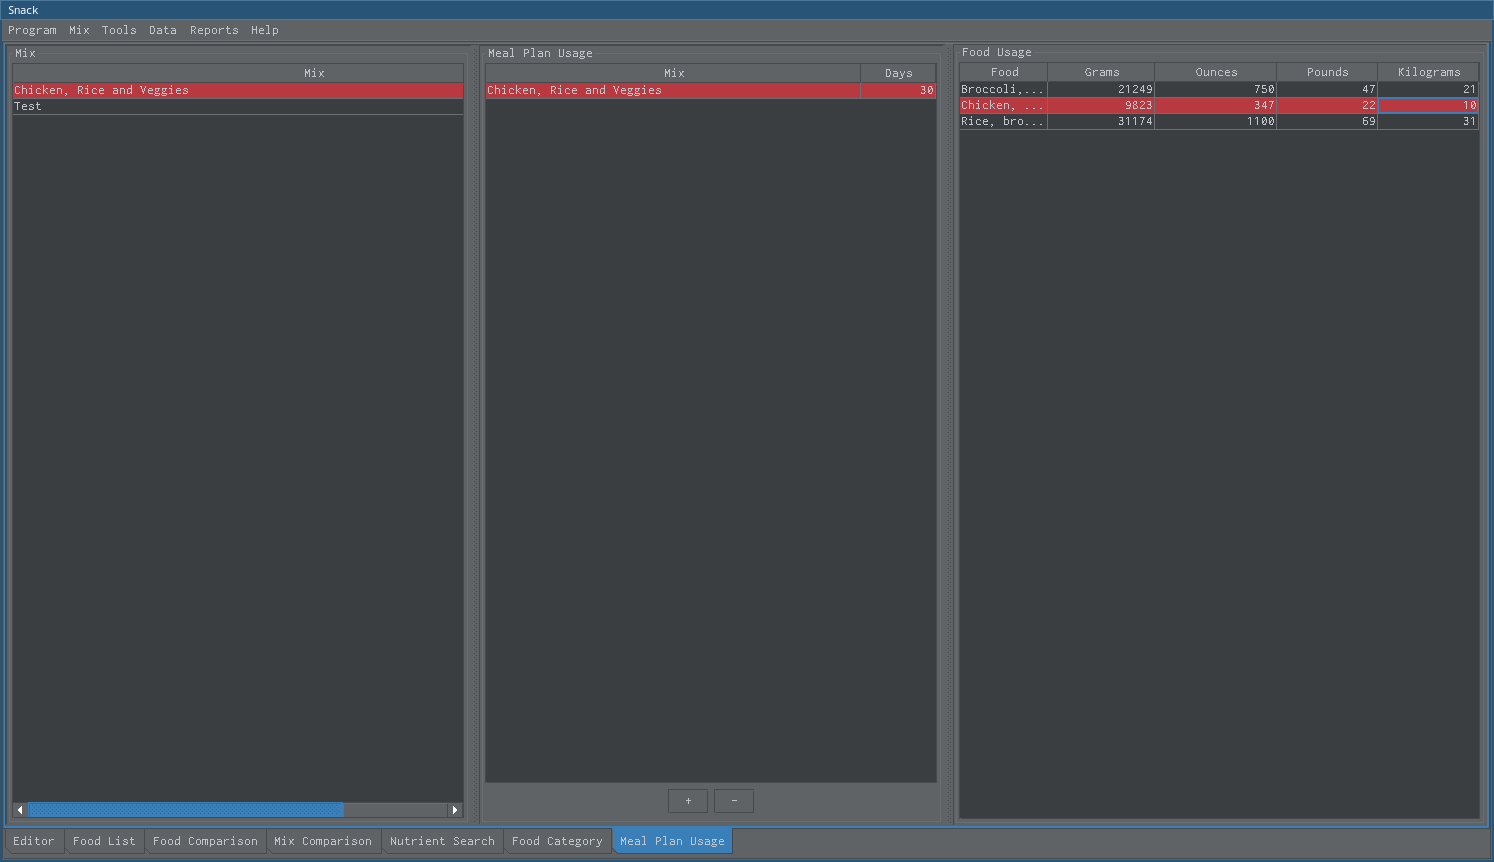 Snack
Program Mix Tools Data Reports Help
Mix
Mix
Chicken, Rice and Veggies
Test
Meal Plan Usage
Mix Days
Chicken, Rice and Veggies 30
+ -
Food Usage
Food Grams Ounces Pounds Kilograms
Broccoli,... 21249 750 47 21
Chicken, ... 9823 347 22 10
Rice, bro... 31174 1100 69 31
Editor Food List Food Comparison Mix Comparison Nutrient Search Food Category Meal Plan Usage